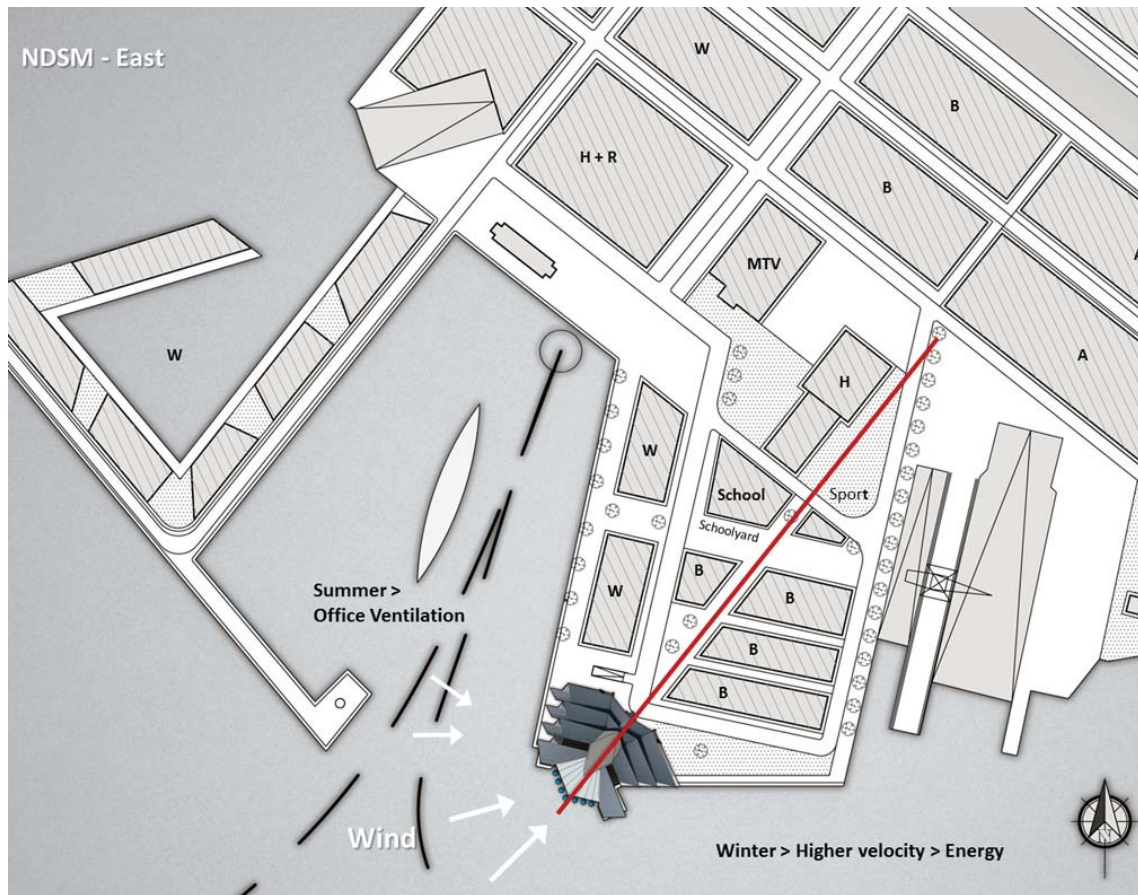 NDSM - East
W
B
H + R
B
MTV
A
W
H
A
W
School
Sport
Schoolyard
B
Summer >
Office Ventilation
W
B
B
B
Wind
Winter > Higher velocity > Energy